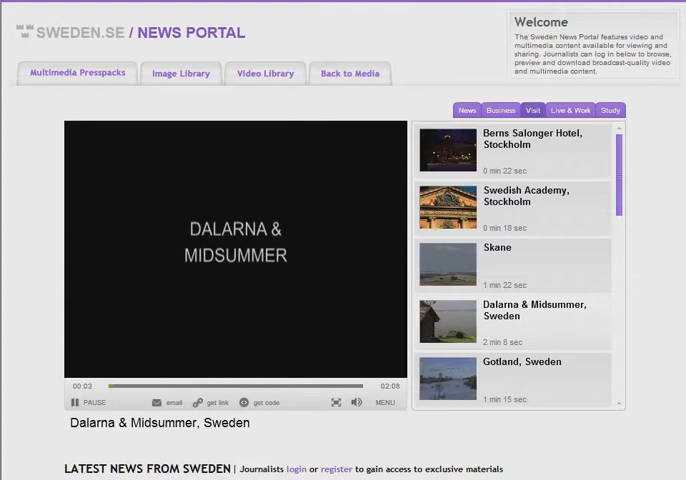 SWEDEN.SE / NEWS PORTAL
Welcome
The Sweden News Portal features video and
multimedia content available for viewing and
sharing. Journalists can log in below to browse,
preview and download broadcast-quality video
and multimedia content.
Multimedia Presspacks
Image Library
Video Library
Back to Media
News
Business
Visit
Live & Work
Study
DALARNA &
MIDSUMMER
Berns Salonger Hotel,
Stockholm
0 min 22 sec
Swedish Academy,
Stockholm
0 min 18 sec
Skane
1 min 22 sec
Dalarna & Midsummer,
Sweden
2 min 8 sec
Gotland, Sweden
1 min 15 sec
00:03
02:08
PAUSE
email
get link
get code
MENU
Dalarna & Midsummer, Sweden
LATEST NEWS FROM SWEDEN | Journalists login or register to gain access to exclusive materials